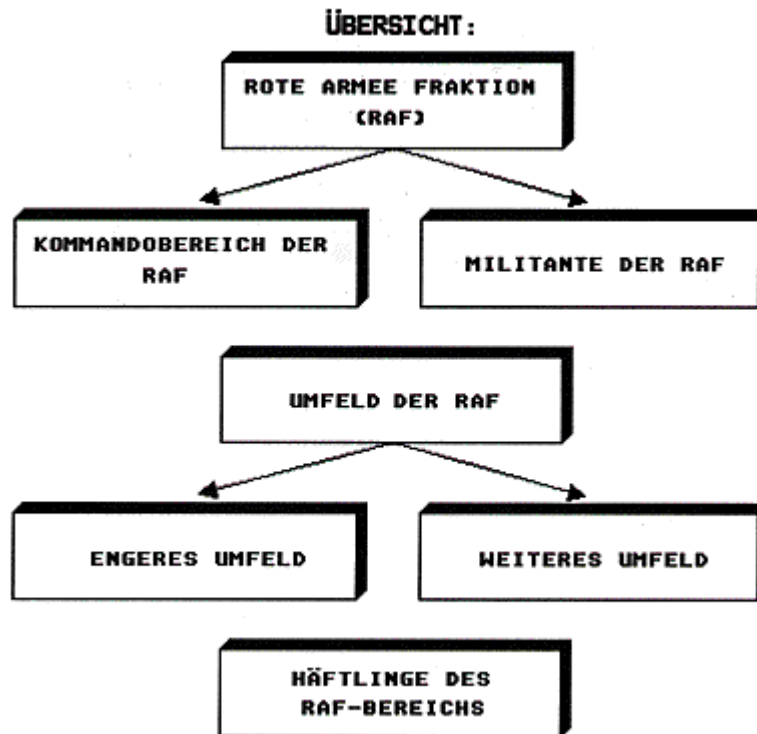 ÜBERSICHT:
ROTE ARMEE FRAKTION
(RAF)
KOMMANDOBEREICH DER
RAF
MILITANTE DER RAF
UMFELD DER RAF
ENGERES UMFELD
WEITERES UMFELD
HÄFTLINGE DES
RAF-BEREICHS